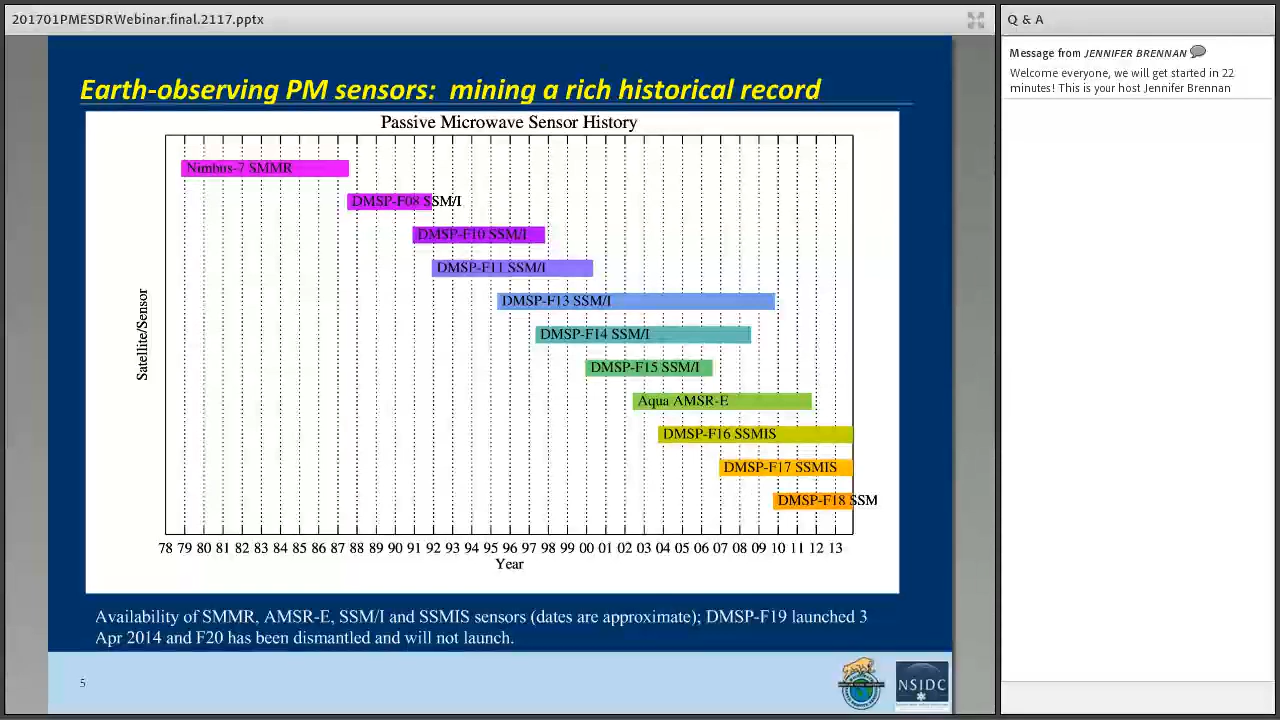 201701PMESDRWebinar.final.2117.pptx
Earth-observing PM sensors: mining a rich historical record
Passive Microwave Sensor History
Nimbus-7 SMMR
DMSP-F08 SSM/I
DMSP-F10 SSM/I
DMSP-F11 SSM/I
DMSP-F13 SSM/I
DMSP-F14 SSM/I
DMSP-F15 SSM/I
Aqua AMSR-E
DMSP-F16 SSMIS
DMSP-F17 SSMIS
DMSP-F18 SSM
Satellite/Sensor
78 79 80 81 82 83 84 85 86 87 88 89 90 91 92 93 94 95 96 97 98 99 00 01 02 03 04 05 06 07 08 09 10 11 12 13
Year
Availability of SMMR, AMSR-E, SSM/I and SSMIS sensors (dates are approximate); DMSP-F19 launched 3
Apr 2014 and F20 has been dismantled and will not launch.
5
NSIDC
Q & A
Message from JENNIFER BRENNAN
Welcome everyone, we will get started in 22
minutes! This is your host Jennifer Brennan